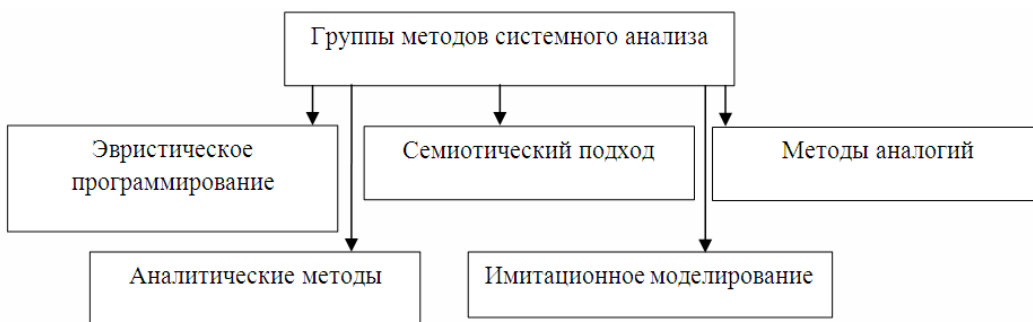 Группы методов системного анализа
Эвристическое
программирование
Семиотический подход
Методы аналогий
Аналитические методы
Имитационное моделирование